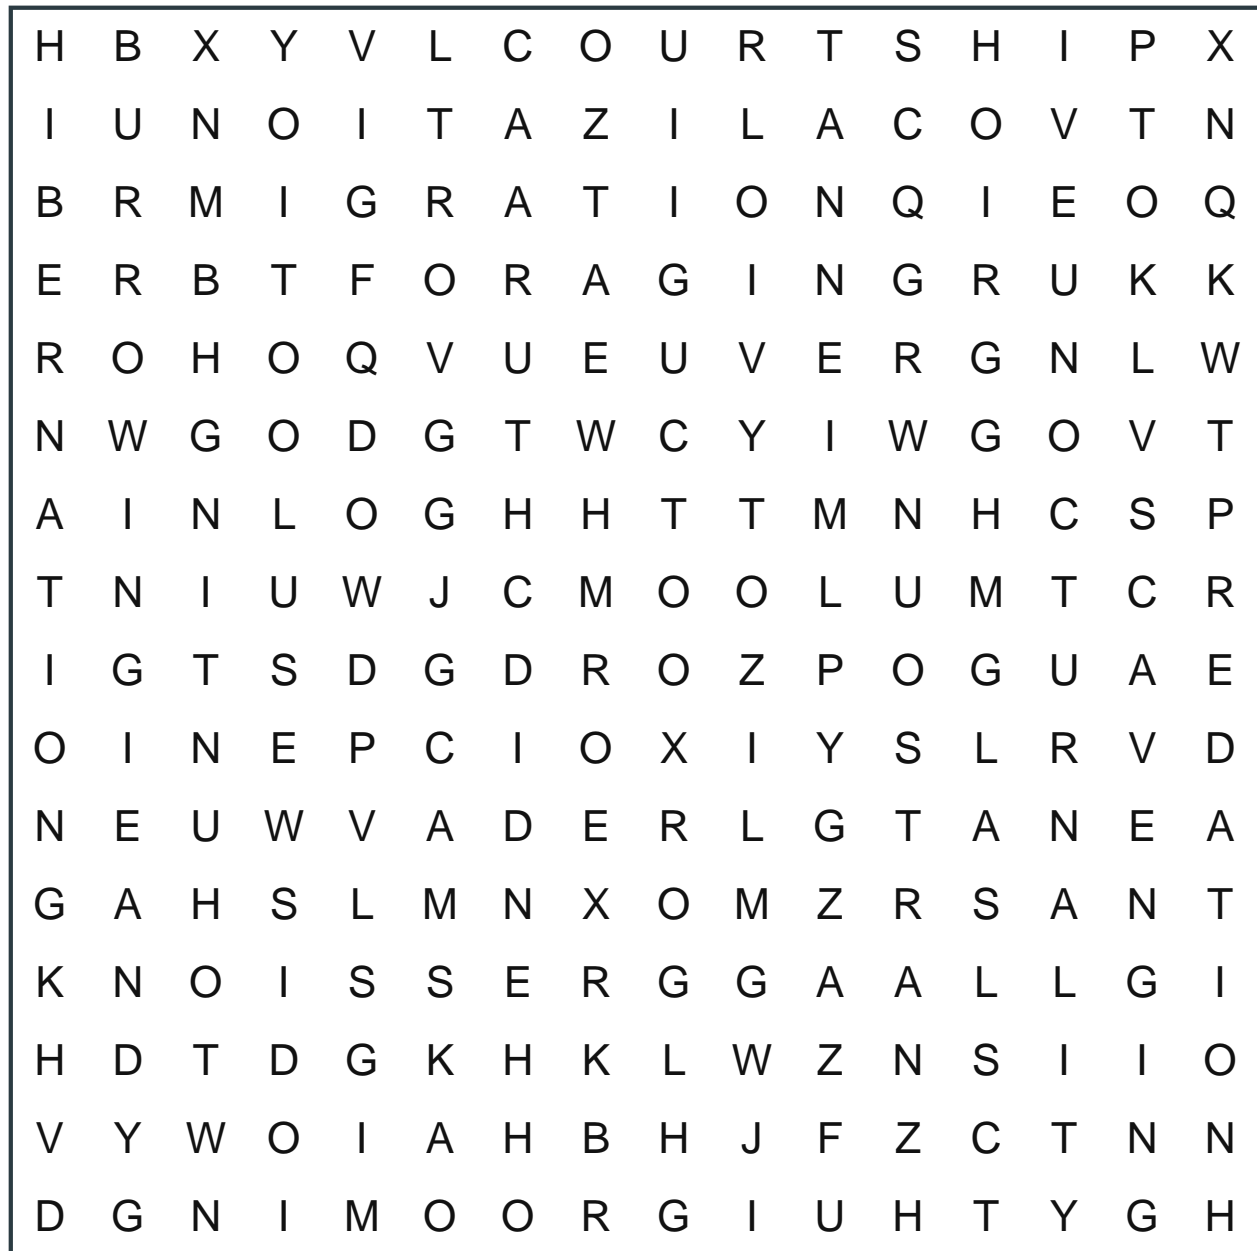 H B X Y V L C O U R T S H I P X
I U N O I T A Z I L A C O V T N
B R M I G R A T I O N Q I E O Q
E R B T F O R A G I N G R U K K
R O H O Q V U E U V E R G N L W
N W G O D G T W C Y I W G O V T
A I N L O G H H T T M N H C S P
T N I U W J C M O O L U M T C R
I G T S D G D R O Z P O G U A E
O I N E P C I O X I Y S L R V D
N E U W V A D E R L G T A N E A
G A H S L M N X O M Z R S A N T
K N O I S S E R G G A A L L G I
H D T D G K H K L W Z N S I I O
V Y W O I A H B H J F Z C T N N
D G N I M O O R G I U H T Y G H